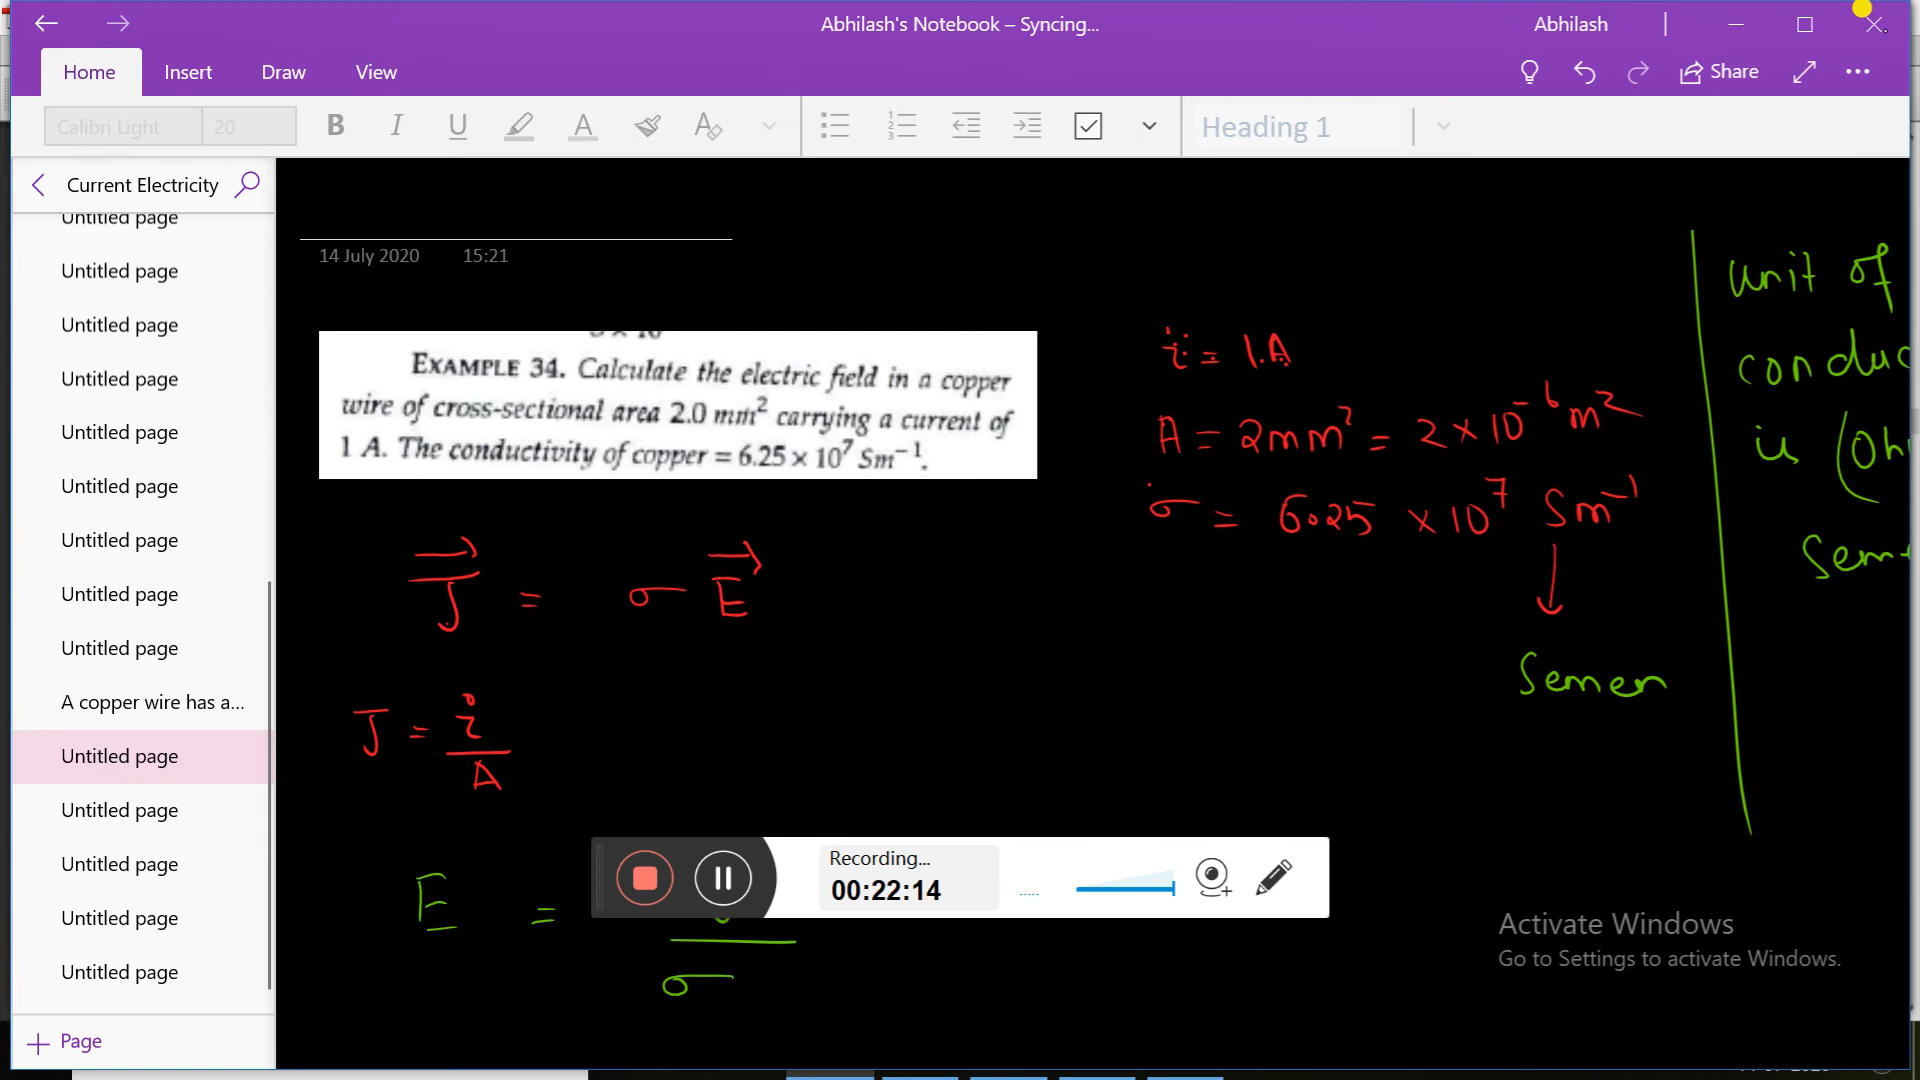 Abhilash's Notebook – Syncing...
Abhilash
Home Insert Draw View
Share
Calibri Light 20
B I U A A
Heading 1
Current Electricity
Untitled page
Untitled page
Untitled page
Untitled page
Untitled page
Untitled page
Untitled page
Untitled page
Untitled page
A copper wire has a...
Untitled page
Untitled page
Untitled page
Untitled page
Untitled page
+ Page
14 July 2020 15:21
EXAMPLE 34. Calculate the electric field in a copper
wire of cross-sectional area 2.0 mm² carrying a current of
1 A. The conductivity of copper = 6.25 × 10⁷ Sm⁻¹.
i = 1.A
A = 2mm² = 2 × 10⁻⁶ m²
σ = 6.25 × 10⁷ Sm⁻¹
Semen
J = σ E
J = i
A
E =
σ
unit of
conduc
is (Oh
Recording...
00:22:14
Activate Windows
Go to Settings to activate Windows.